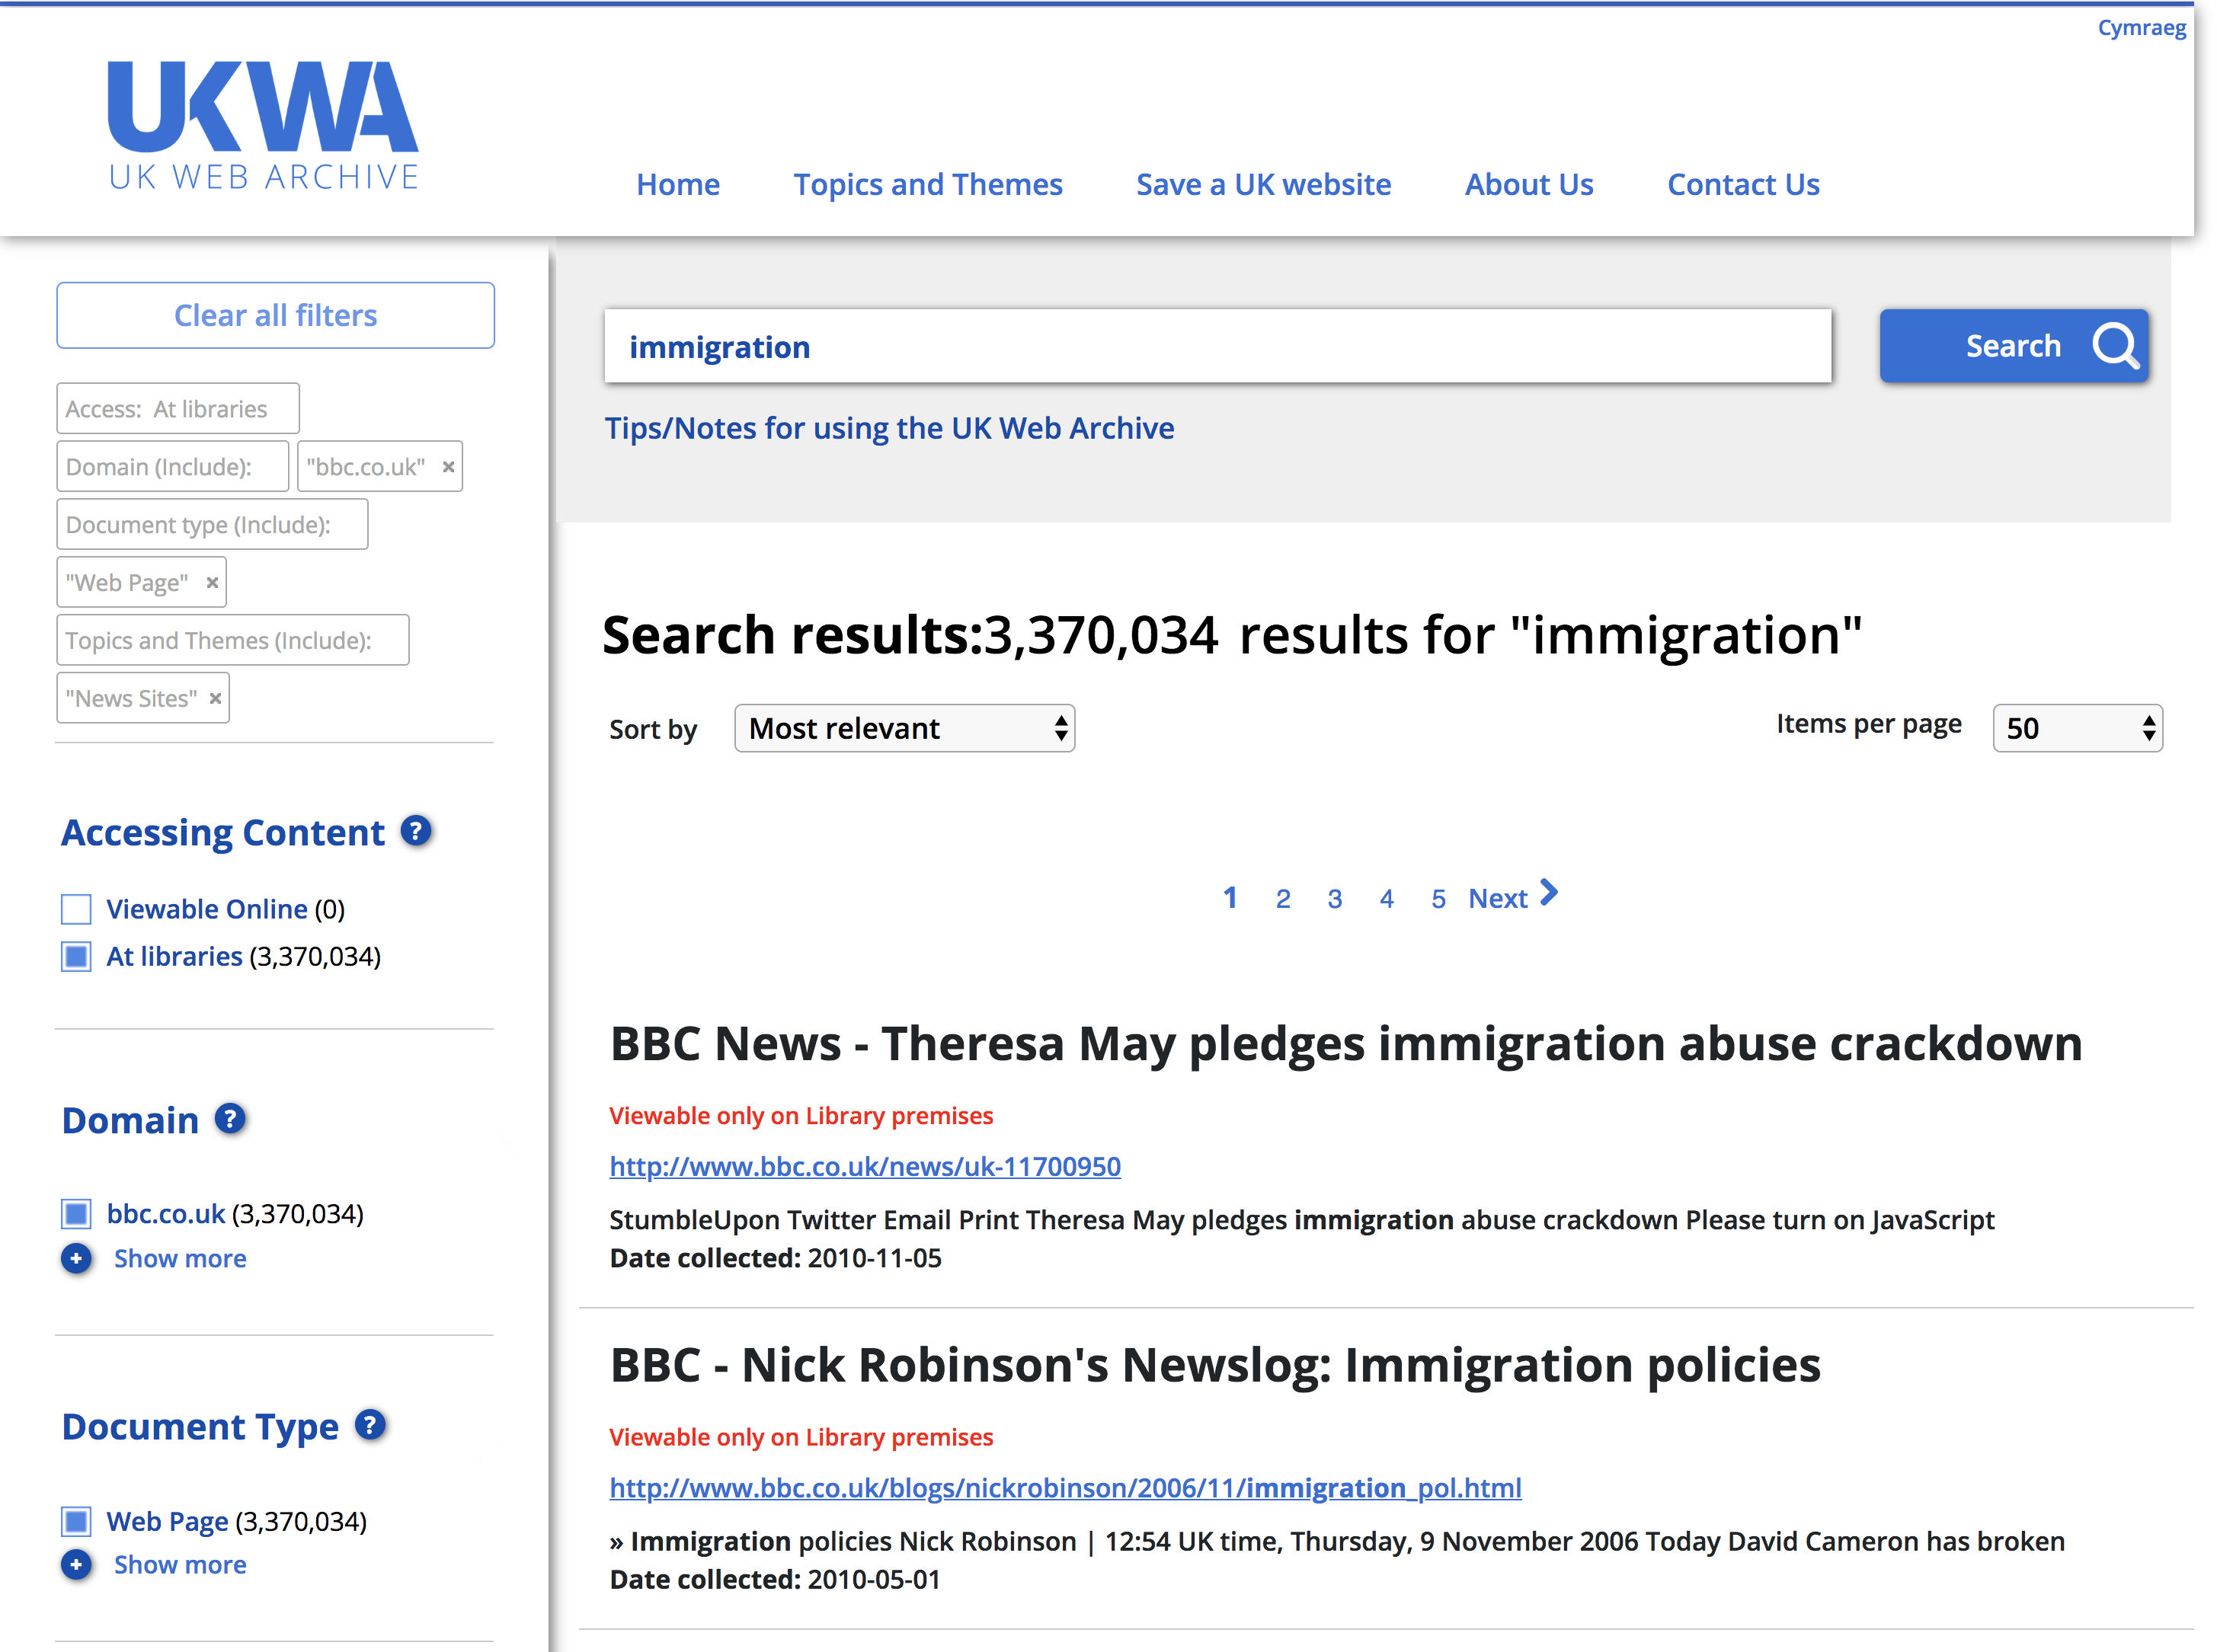 Cymraeg
UKWA
UK WEB ARCHIVE
Home Topics and Themes Save a UK website About Us Contact Us
Clear all filters
Access: At libraries
Domain (Include): "bbc.co.uk" ×
Document type (Include):
"Web Page" ×
Topics and Themes (Include):
"News Sites" ×
Accessing Content ?
Viewable Online (0)
At libraries (3,370,034)
Domain ?
bbc.co.uk (3,370,034)
+ Show more
Document Type ?
Web Page (3,370,034)
+ Show more
immigration
Search
Tips/Notes for using the UK Web Archive
Search results:3,370,034 results for "immigration"
Sort by Most relevant Items per page 50
1 2 3 4 5 Next
BBC News - Theresa May pledges immigration abuse crackdown
Viewable only on Library premises
http://www.bbc.co.uk/news/uk-11700950
StumbleUpon Twitter Email Print Theresa May pledges immigration abuse crackdown Please turn on JavaScript
Date collected: 2010-11-05
BBC - Nick Robinson's Newslog: Immigration policies
Viewable only on Library premises
http://www.bbc.co.uk/blogs/nickrobinson/2006/11/immigration_pol.html
» Immigration policies Nick Robinson | 12:54 UK time, Thursday, 9 November 2006 Today David Cameron has broken
Date collected: 2010-05-01